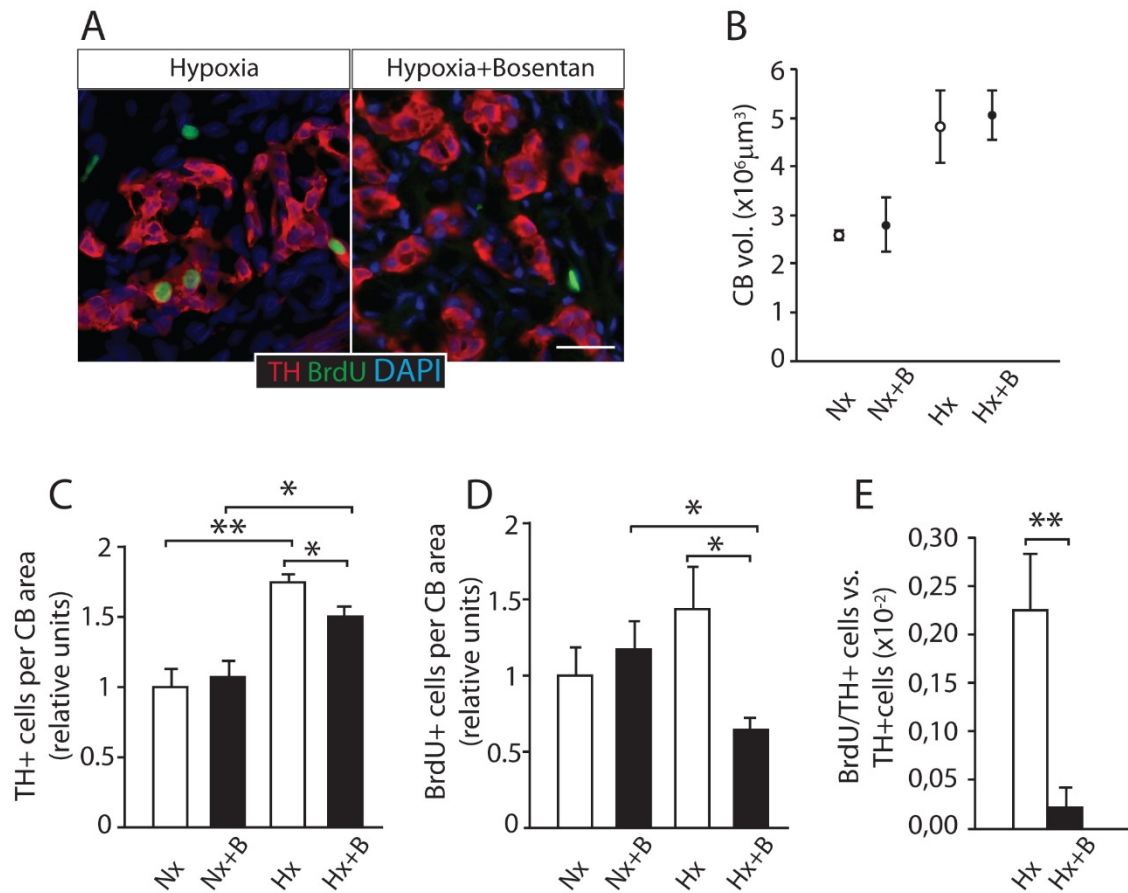 A
Hypoxia
Hypoxia+Bosentan
TH BrdU DAPI
B
CB vol. (x10⁶µm³)
6
5
4
3
2
1
0
Nx
Nx+B
Hx
Hx+B
C
TH+ cells per CB area
(relative units)
2
1.5
1
0.5
0
**
*
*
Nx
Nx+B
Hx
Hx+B
D
BrdU+ cells per CB area
(relative units)
2
1.5
1
0.5
0
*
*
Nx
Nx+B
Hx
Hx+B
E
BrdU/TH+ cells vs.
TH+cells (x10⁻²)
0,30
0,25
0,20
0,15
0,10
0,05
0,00
**
Hx
Hx+B